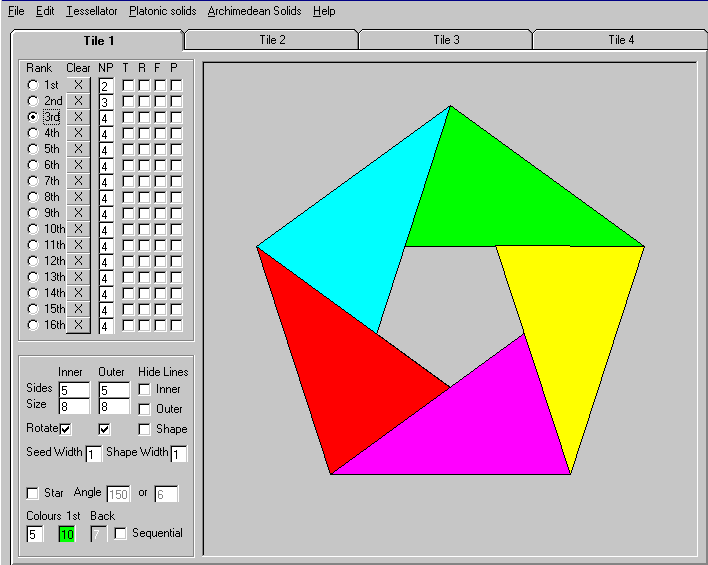 File Edit Tessellator Platonic solids Archimedean Solids Help
Tile 1 Tile 2 Tile 3 Tile 4
Rank Clear NP T R F P
1st X 2
2nd X 3
3rd X 4
4th X 4
5th X 4
6th X 4
7th X 4
8th X 4
9th X 4
10th X 4
11th X 4
12th X 4
13th X 4
14th X 4
15th X 4
16th X 4
Inner Outer Hide Lines
Sides 5 5 Inner
Size 8 8 Outer
Rotate Shape
Seed Width 1 Shape Width 1
Star Angle 150 or 6
Colours 1st Back
5 10 7 Sequential